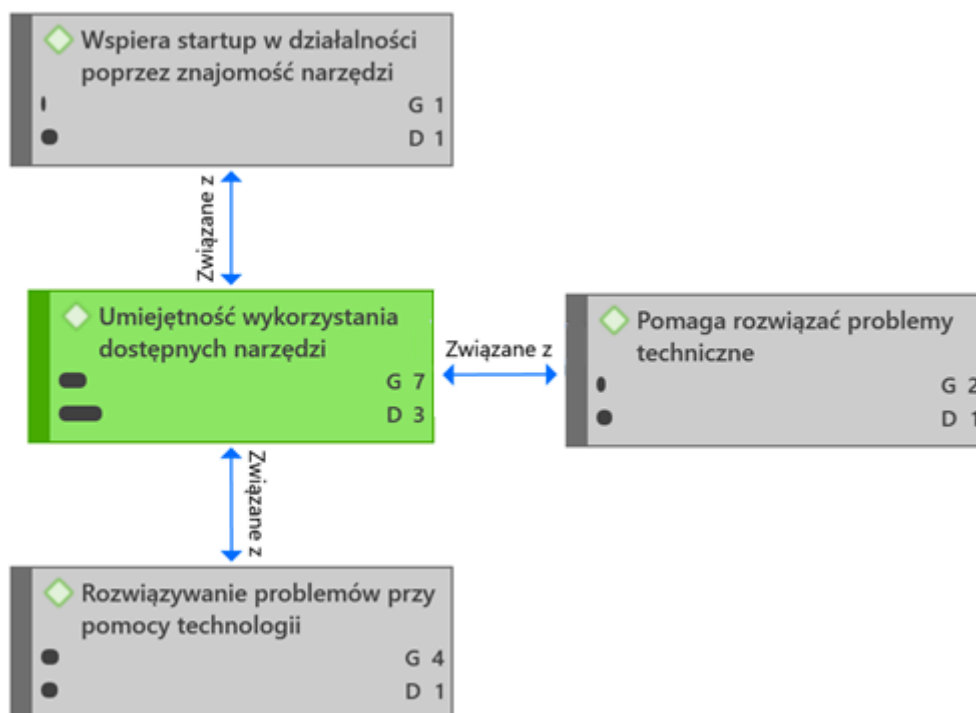 Wspiera startup w działalności
poprzez znajomość narzędzi
G 1
D 1
Związane z
Umiejętność wykorzystania
dostępnych narzędzi
G 7
D 3
Związane z
Pomaga rozwiązać problemy
techniczne
G 2
D 1
Związane z
Rozwiązywanie problemów przy
pomocy technologii
G 4
D 1